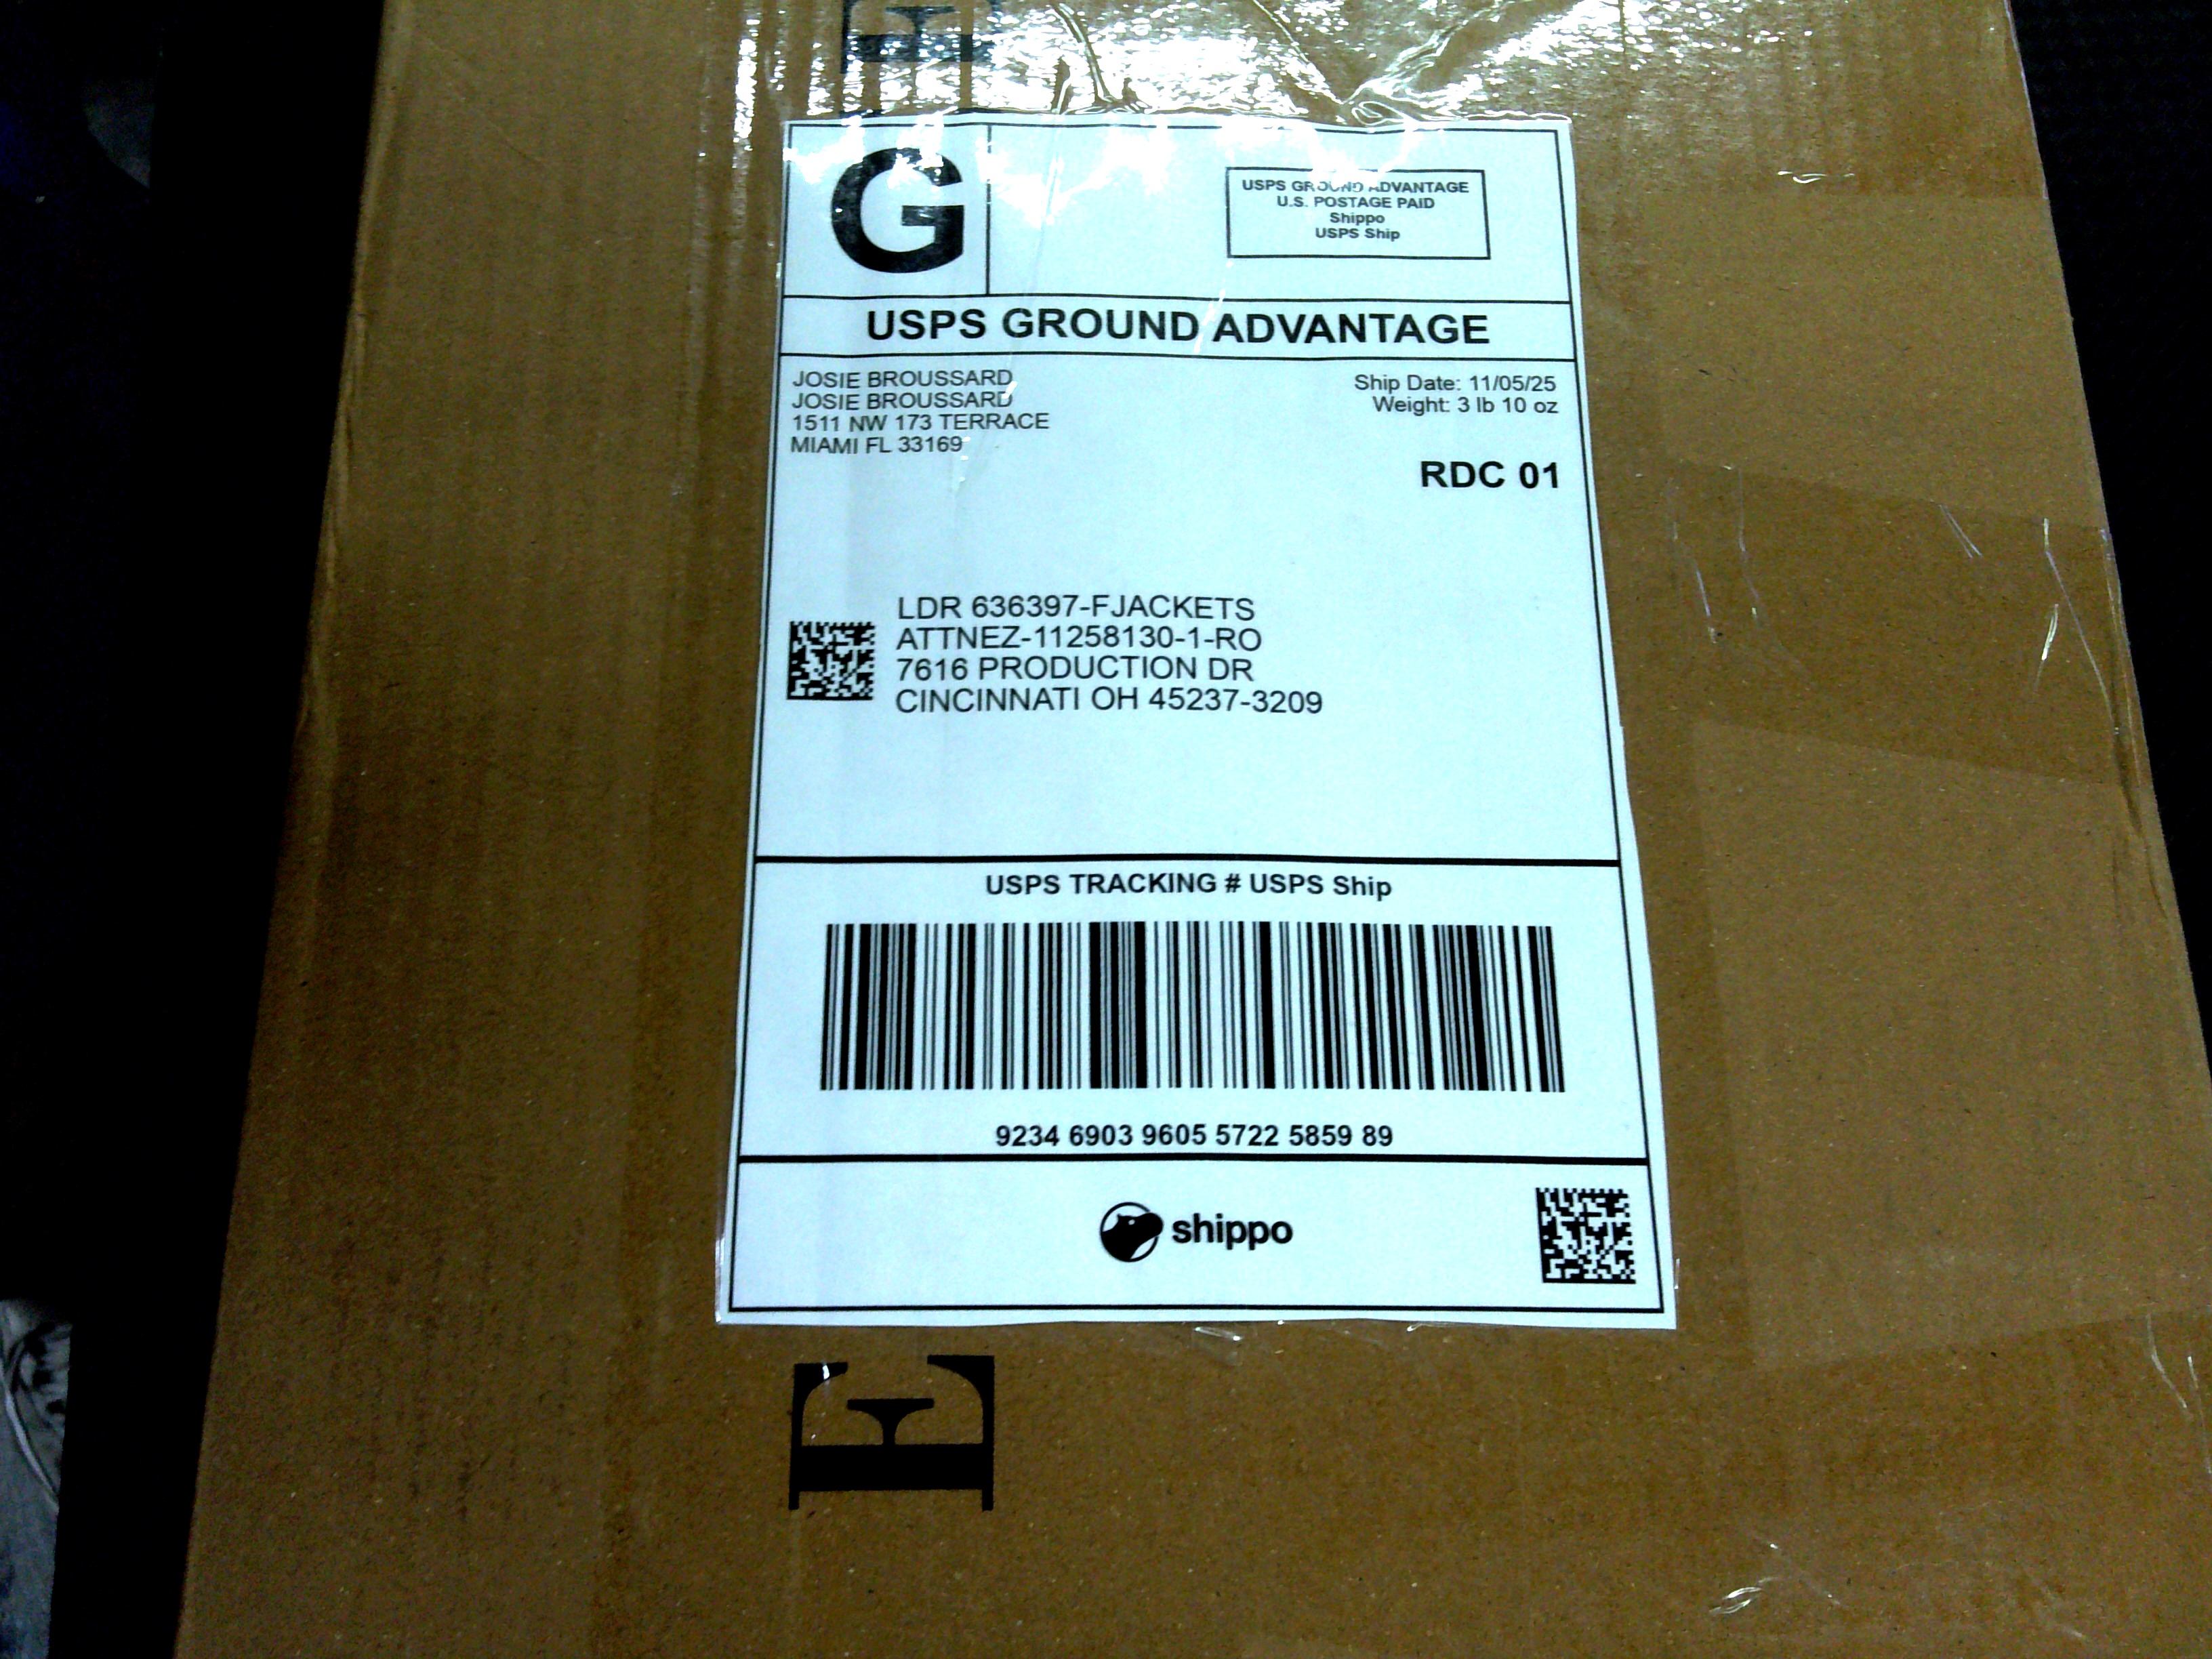 G
USPS GROUND ADVANTAGE
U.S. POSTAGE PAID
Shippo
USPS Ship
USPS GROUND ADVANTAGE
JOSIE BROUSSARD
JOSIE BROUSSARD
1511 NW 173 TERRACE
MIAMI FL 33169
Ship Date: 11/05/25
Weight: 3 lb 10 oz
RDC 01
LDR 636397-FJACKETS
ATTNEZ-11258130-1-RO
7616 PRODUCTION DR
CINCINNATI OH 45237-3209
USPS TRACKING # USPS Ship
9234 6903 9605 5722 5859 89
shippo
E